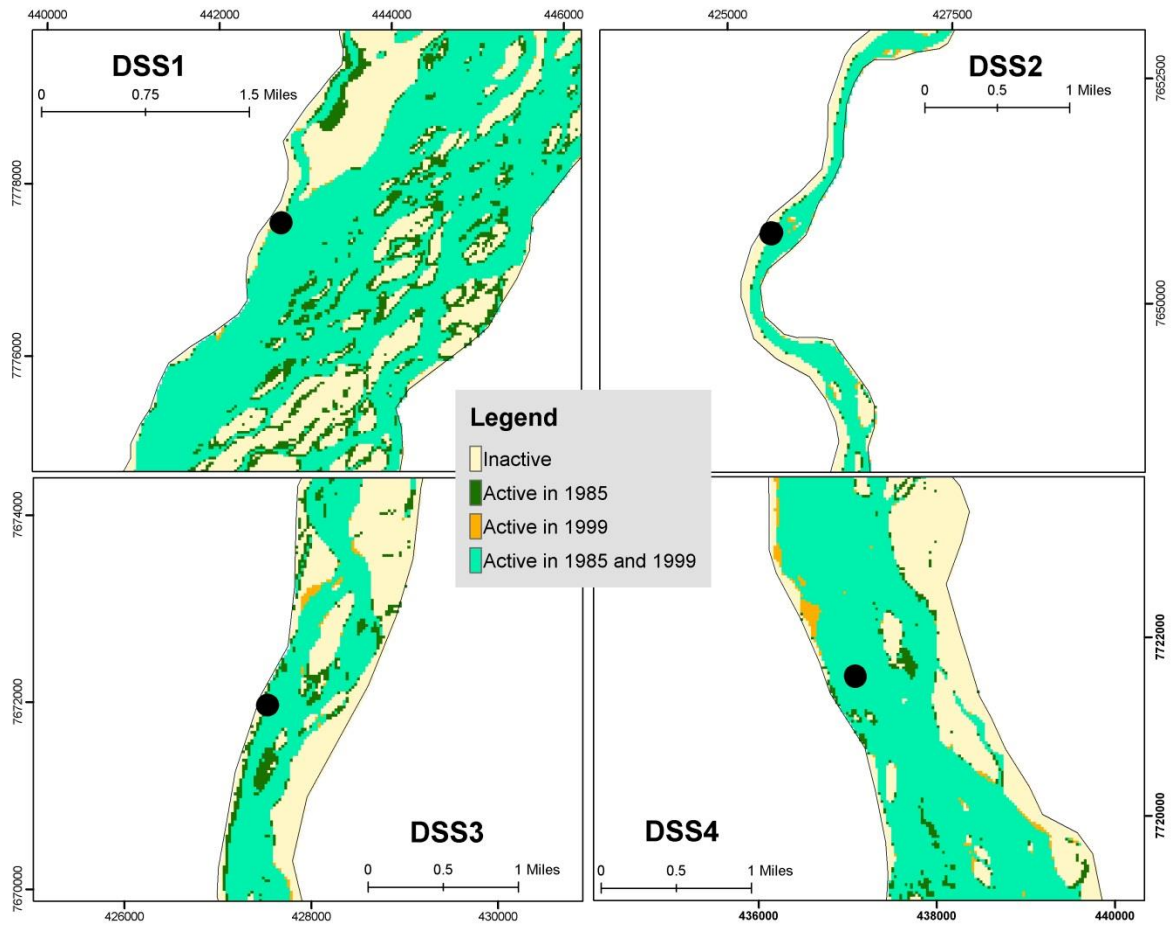 440000 442000 444000 446000
425000 427500
DSS1
DSS2
0 0.75 1.5 Miles
0 0.5 1 Miles
7652500
7778000
7650000
7776000
Legend
Inactive
Active in 1985
Active in 1999
Active in 1985 and 1999
7674000
7722000
7672000
7720000
DSS3
DSS4
0 0.5 1 Miles
0 0.5 1 Miles
7670000
426000 428000 430000
436000 438000 440000